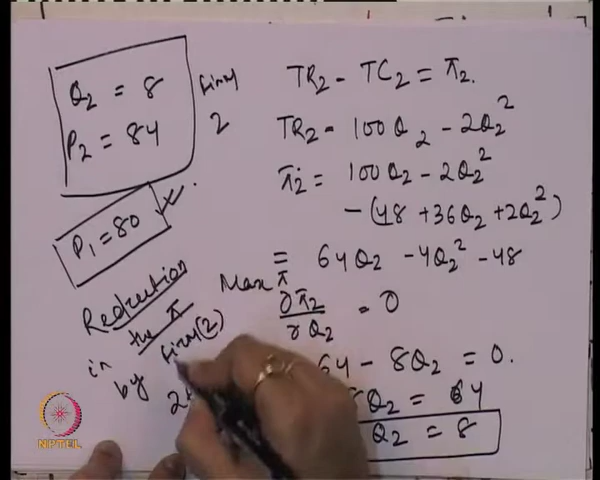 Q2 = 8
P2 = 84
firm
2
P1 = 80
Reduction
in the π
by firm(2)
TR2 - TC2 = π2.
TR2 = 100Q2 - 2Q2²
π2 = 100Q2 - 2Q2²
- (48 + 36Q2 + 2Q2²)
= 64Q2 - 4Q2² - 48
Max π
∂π2/∂Q2 = 0
64 - 8Q2 = 0.
8Q2 = 64
Q2 = 8
NPTEL